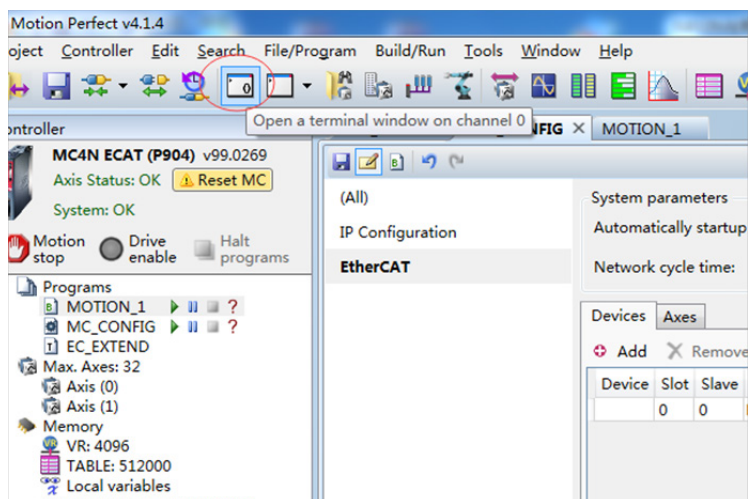 Motion Perfect v4.1.4
oject Controller Edit Search File/Program Build/Run Tools Window Help
0
Open a terminal window on channel 0
ontroller
NFIG × MOTION_1
MC4N ECAT (P904) v99.0269
Axis Status: OK Reset MC
System: OK
Motion stop
Drive enable
Halt programs
(All)
IP Configuration
EtherCAT
System parameters
Automatically startup
Network cycle time:
Programs
MOTION_1 ?
MC_CONFIG ?
EC_EXTEND
Max. Axes: 32
Axis (0)
Axis (1)
Memory
VR: 4096
TABLE: 512000
Local variables
Devices Axes
Add Remove
Device Slot Slave
0 0